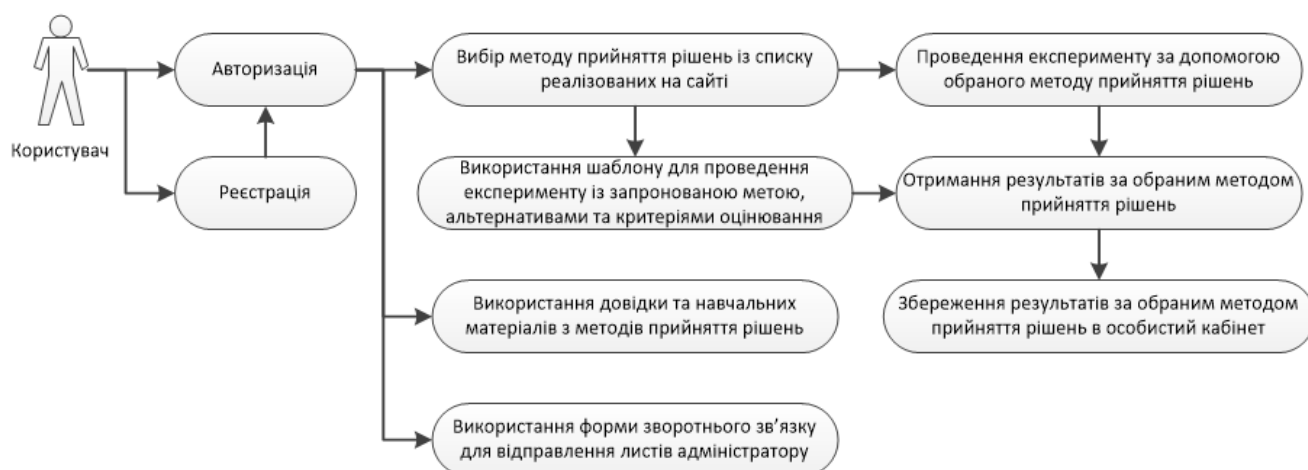 Користувач
Авторизація
Реєстрація
Вибір методу прийняття рішень із списку
реалізованих на сайті
Проведення експерименту за допомогою
обраного методу прийняття рішень
Використання шаблону для проведення
експерименту із запронованою метою,
альтернативами та критеріями оцінювання
Отримання результатів за обраним методом
прийняття рішень
Використання довідки та навчальних
матеріалів з методів прийняття рішень
Збереження результатів за обраним методом
прийняття рішень в особистий кабінет
Використання форми зворотнього зв’язку
для відправлення листів адміністратору